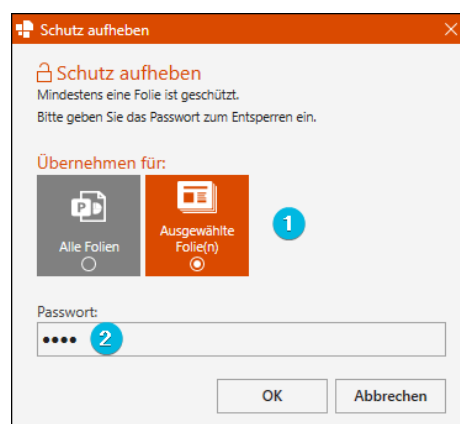 Schutz aufheben
Schutz aufheben
Mindestens eine Folie ist geschützt.
Bitte geben Sie das Passwort zum Entsperren ein.
Übernehmen für:
Alle Folien
Ausgewählte
Folie(n)
1
Passwort:
•••• 2
OK Abbrechen